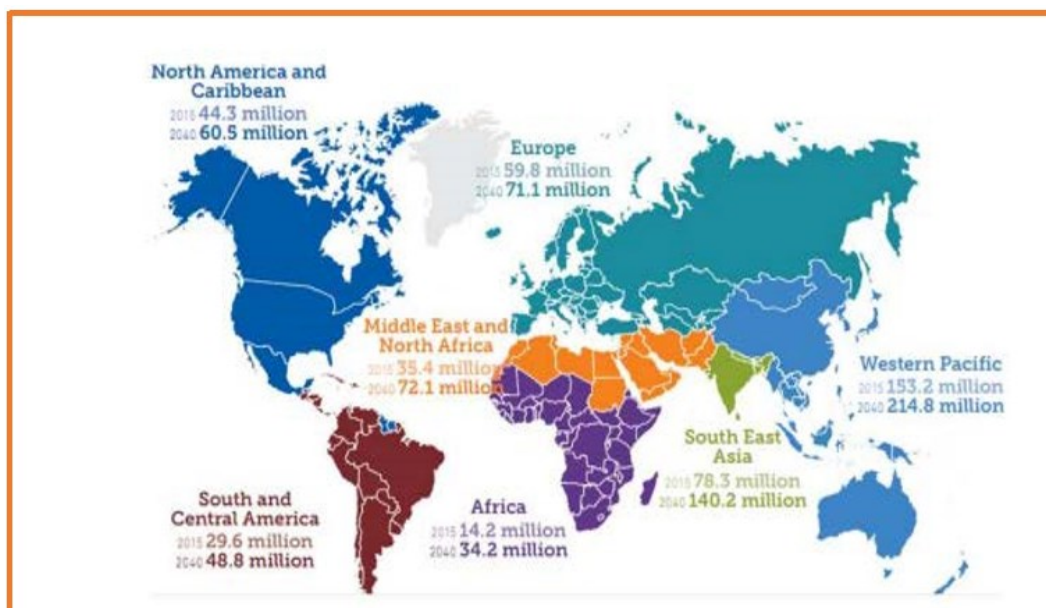 North America and
Caribbean
2015 44.3 million
2040 60.5 million
Europe
2015 59.8 million
2040 71.1 million
Middle East and
North Africa
2015 35.4 million
2040 72.1 million
Western Pacific
2015 153.2 million
2040 214.8 million
South East
Asia
2015 78.3 million
2040 140.2 million
South and
Central America
2015 29.6 million
2040 48.8 million
Africa
2015 14.2 million
2040 34.2 million